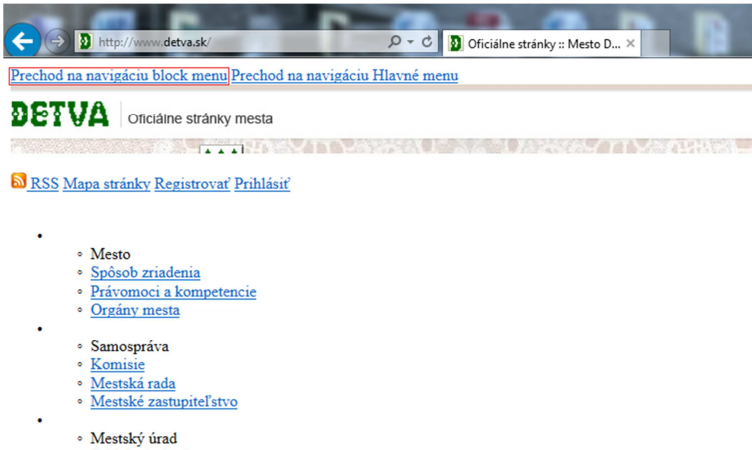 http://www.detva.sk/
Oficiálne stránky :: Mesto D...
Prechod na navigáciu block menu Prechod na navigáciu Hlavné menu
DETVA Oficiálne stránky mesta
RSS Mapa stránky Registrovať Prihlásiť
Mesto
Spôsob zriadenia
Právomoci a kompetencie
Orgány mesta
Samospráva
Komisie
Mestská rada
Mestské zastupiteľstvo
Mestský úrad